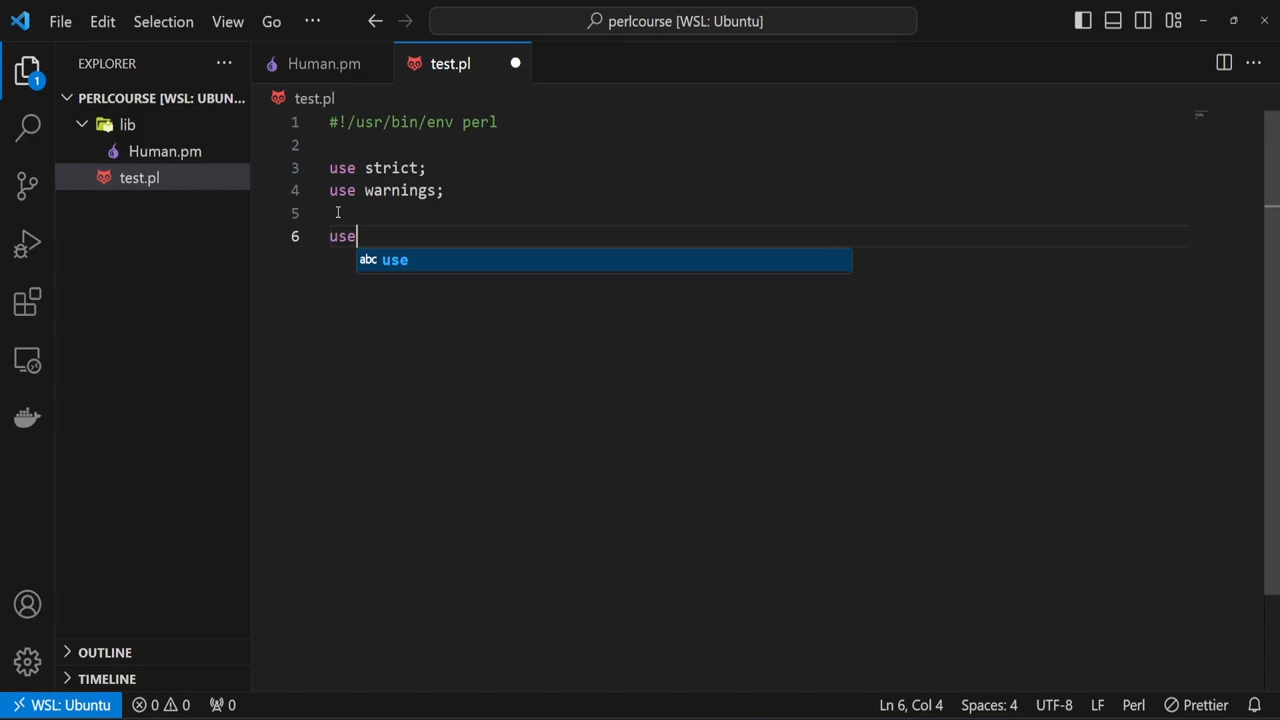 File Edit Selection View Go ··· perlcourse [WSL: Ubuntu]
EXPLORER ···
Human.pm
test.pl
1
PERLCOURSE [WSL: UBUN...
lib
Human.pm
test.pl
test.pl
1 #!/usr/bin/env perl
2
3 use strict;
4 use warnings;
5
6 use
abc use
OUTLINE
TIMELINE
WSL: Ubuntu 0 0 0 Ln 6, Col 4 Spaces: 4 UTF-8 LF Perl Prettier